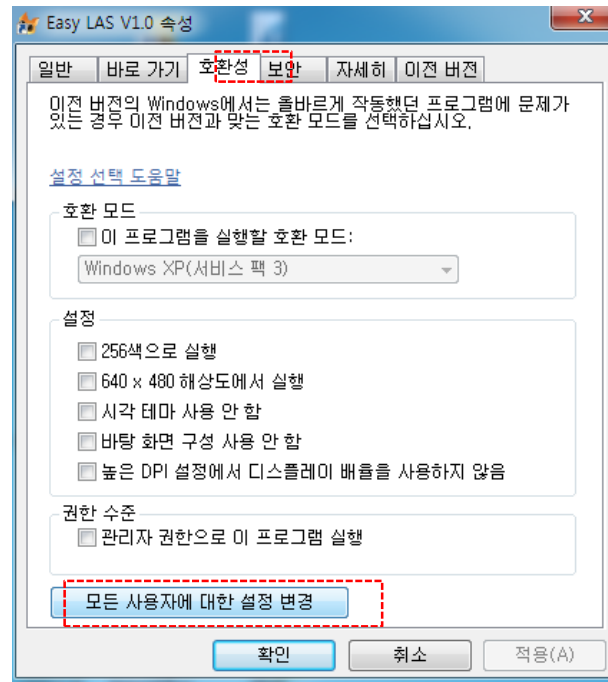 Easy LAS V1.0 속성
일반 바로 가기 호환성 보안 자세히 이전 버전
이전 버전의 Windows에서는 올바르게 작동했던 프로그램에 문제가
있는 경우 이전 버전과 맞는 호환 모드를 선택하십시오.
설정 선택 도움말
호환 모드
이 프로그램을 실행할 호환 모드:
Windows XP(서비스 팩 3)
설정
256색으로 실행
640 x 480 해상도에서 실행
시각 테마 사용 안 함
바탕 화면 구성 사용 안 함
높은 DPI 설정에서 디스플레이 배율을 사용하지 않음
권한 수준
관리자 권한으로 이 프로그램 실행
모든 사용자에 대한 설정 변경
확인 취소 적용(A)